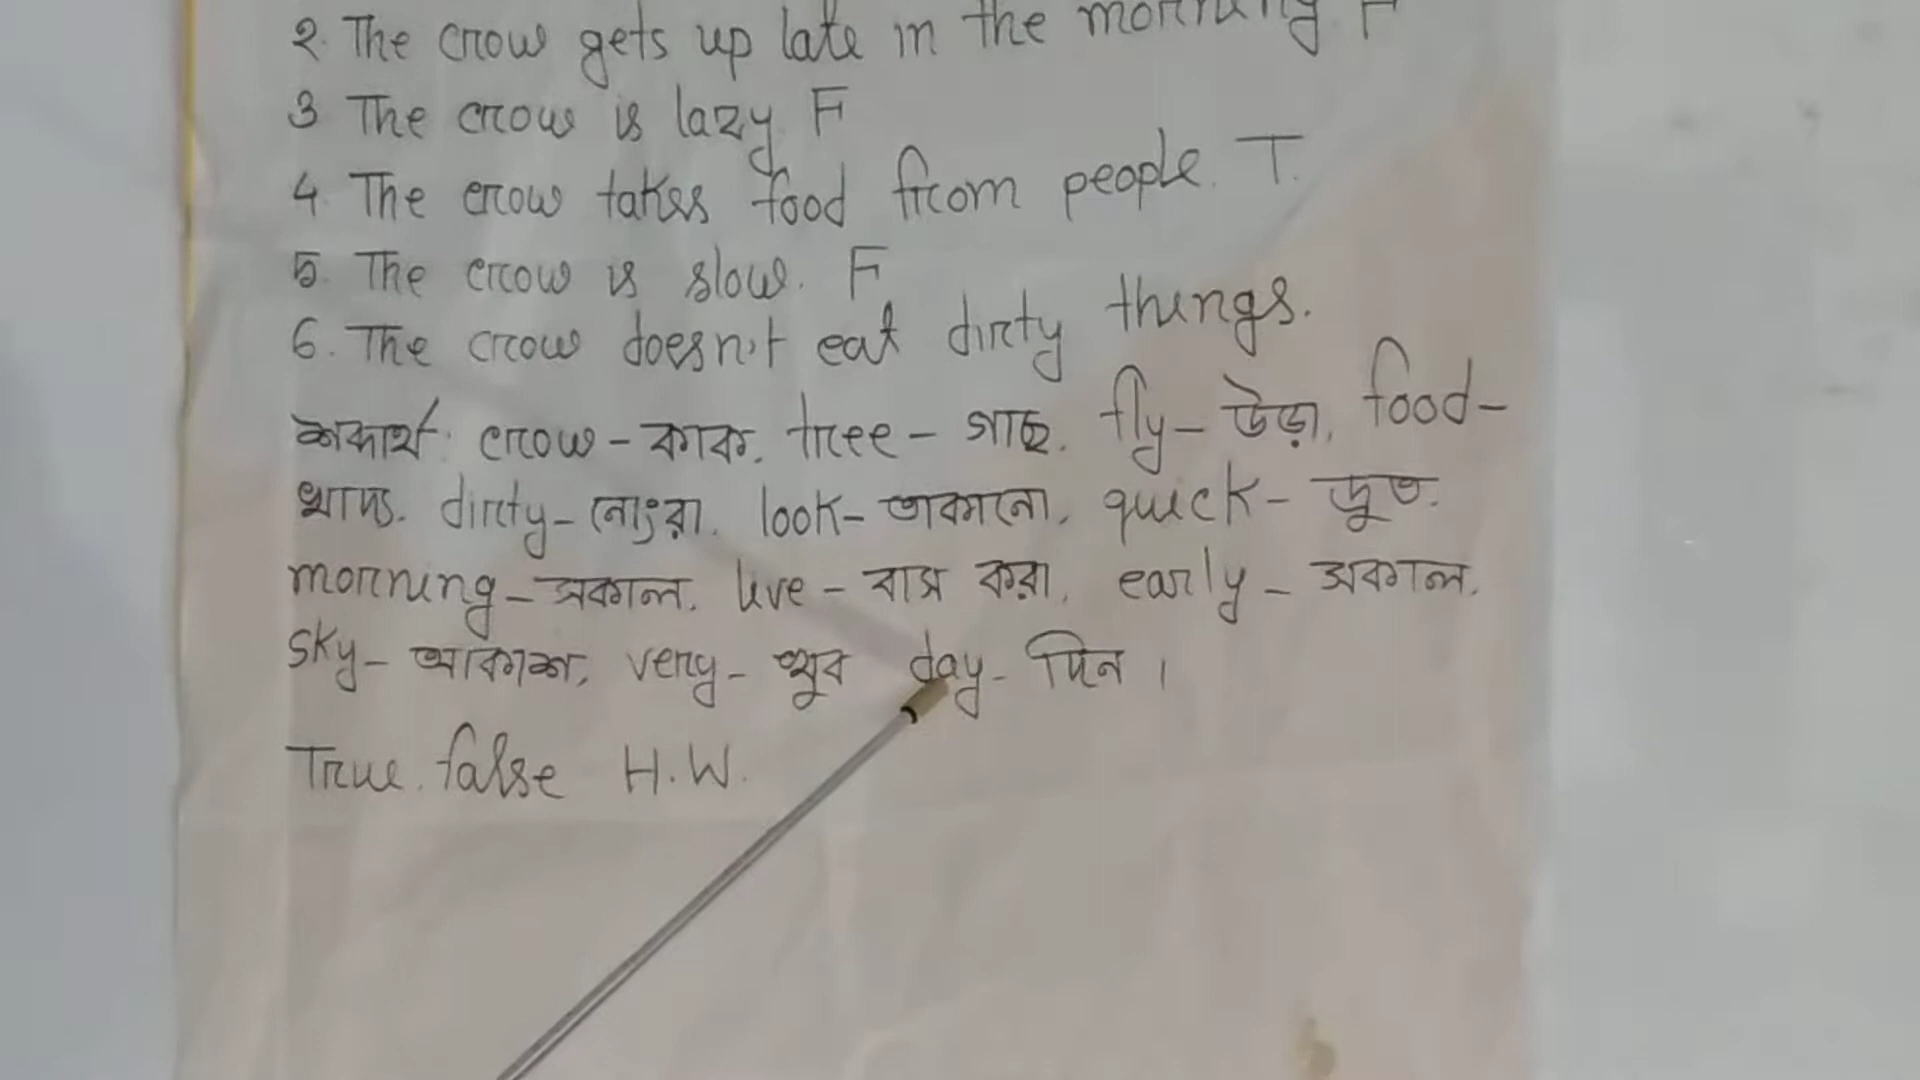 2. The crow gets up late in the morning. F
3 The crow is lazy F
4 The crow takes food from people. T.
5. The crow is slow. F
6. The crow doesn't eat dirty things.
শব্দার্থ: crow - কাক. tree - গাছ. fly - উড়া. food -
খাদ্য. dirty - নোংরা. look - তাকানো. quick - দ্রুত.
morning - সকাল. live - বাস করা. early - সকাল.
sky - আকাশ, very - খুব day - দিন।
True. false H.W.